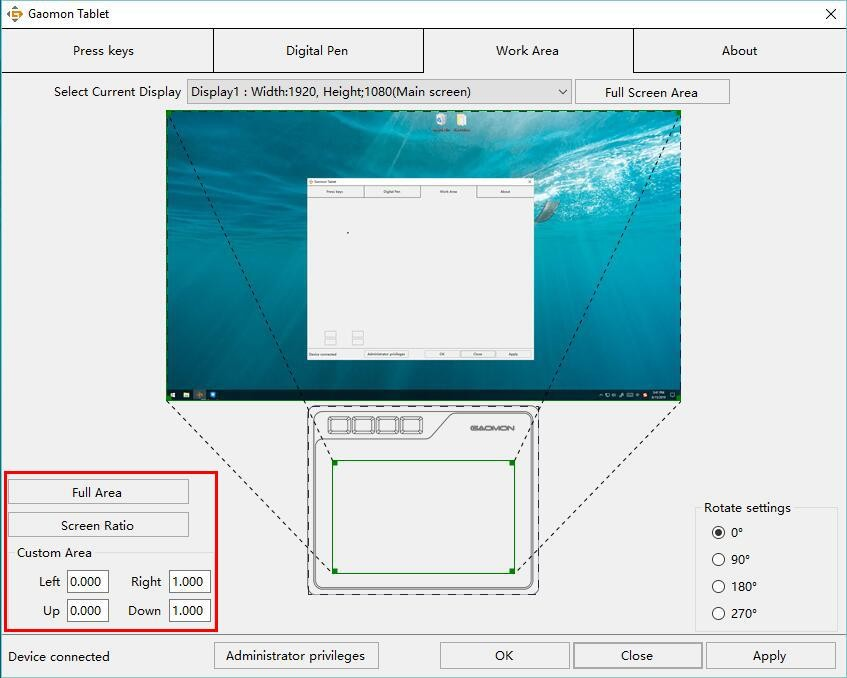 Gaomon Tablet
Press keys Digital Pen Work Area About
Select Current Display Display1 : Width:1920, Height;1080(Main screen) Full Screen Area
Gaomon Tablet
Press keys Digital Pen Work Area About
Device connected Administrator privileges OK Close Apply
GAOMON
Full Area
Screen Ratio
Custom Area
Left 0.000 Right 1.000
Up 0.000 Down 1.000
Rotate settings
0°
90°
180°
270°
Device connected Administrator privileges OK Close Apply